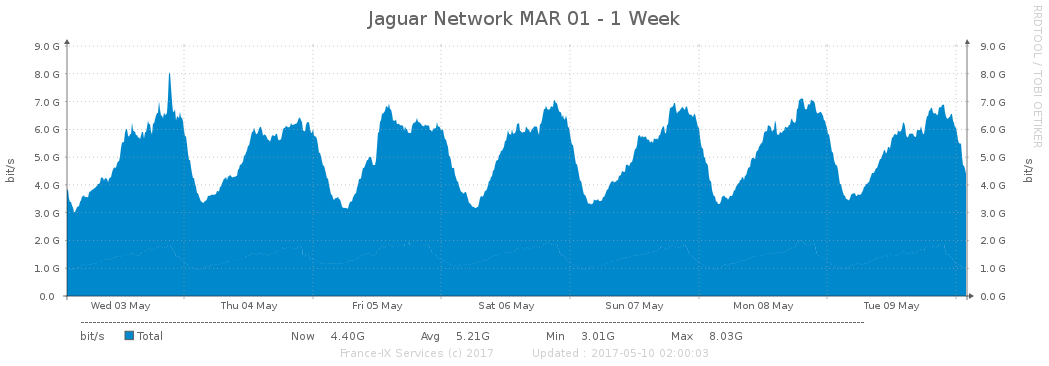 Jaguar Network MAR 01 - 1 Week
RRDTOOL / TOBI OETIKER
9.0 G 9.0 G
8.0 G 8.0 G
7.0 G 7.0 G
6.0 G 6.0 G
5.0 G 5.0 G
4.0 G 4.0 G
3.0 G 3.0 G
2.0 G 2.0 G
1.0 G 1.0 G
0.0 0.0 G
bit/s
bit/s
Wed 03 May Thu 04 May Fri 05 May Sat 06 May Sun 07 May Mon 08 May Tue 09 May
bit/s Total Now 4.40G Avg 5.21G Min 3.01G Max 8.03G
France-IX Services (c) 2017 Updated : 2017-05-10 02:00:03